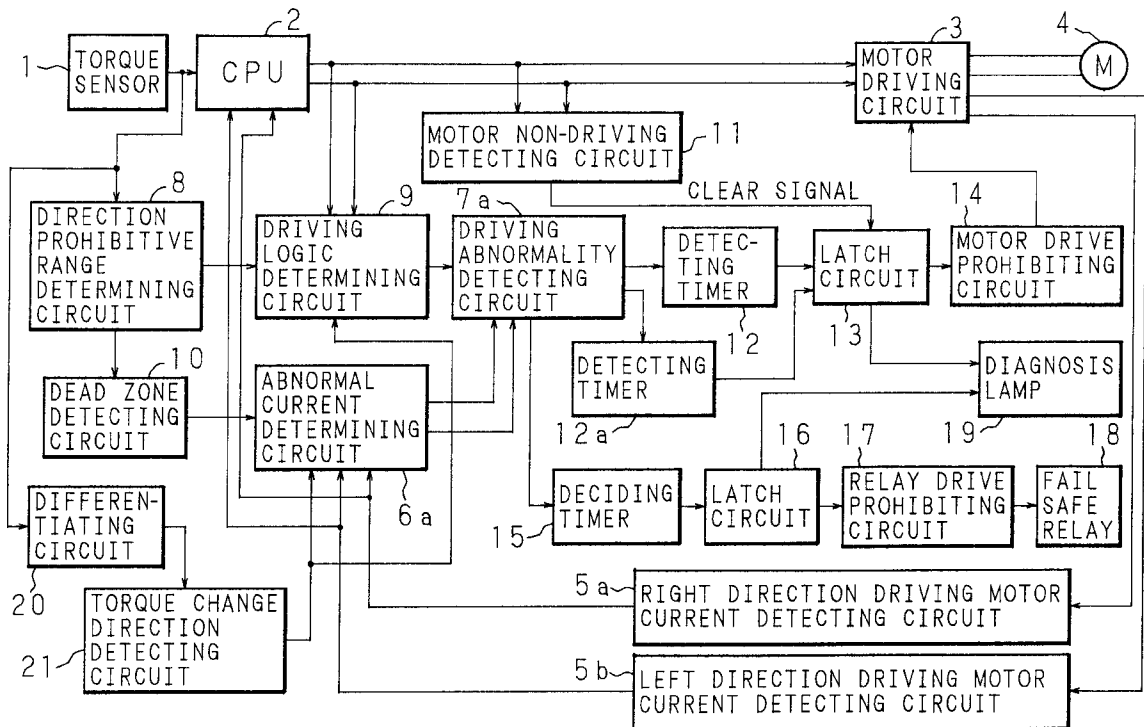 1
TORQUE
SENSOR
2
CPU
3
MOTOR
DRIVING
CIRCUIT
4
M
MOTOR NON-DRIVING
DETECTING CIRCUIT
11
CLEAR SIGNAL
8
DIRECTION
PROHIBITIVE
RANGE
DETERMINING
CIRCUIT
9
DRIVING
LOGIC
DETERMINING
CIRCUIT
7a
DRIVING
ABNORMALITY
DETECTING
CIRCUIT
DETEC-
TING
TIMER
12
LATCH
CIRCUIT
13
14
MOTOR DRIVE
PROHIBITING
CIRCUIT
10
DEAD ZONE
DETECTING
CIRCUIT
ABNORMAL
CURRENT
DETERMINING
CIRCUIT
6a
DETECTING
TIMER
12a
DIAGNOSIS
LAMP
19
DIFFEREN-
TIATING
CIRCUIT
20
DECIDING
TIMER
15
16
LATCH
CIRCUIT
17
RELAY DRIVE
PROHIBITING
CIRCUIT
18
FAIL
SAFE
RELAY
21
TORQUE CHANGE
DIRECTION
DETECTING
CIRCUIT
5a
RIGHT DIRECTION DRIVING MOTOR
CURRENT DETECTING CIRCUIT
5b
LEFT DIRECTION DRIVING MOTOR
CURRENT DETECTING CIRCUIT